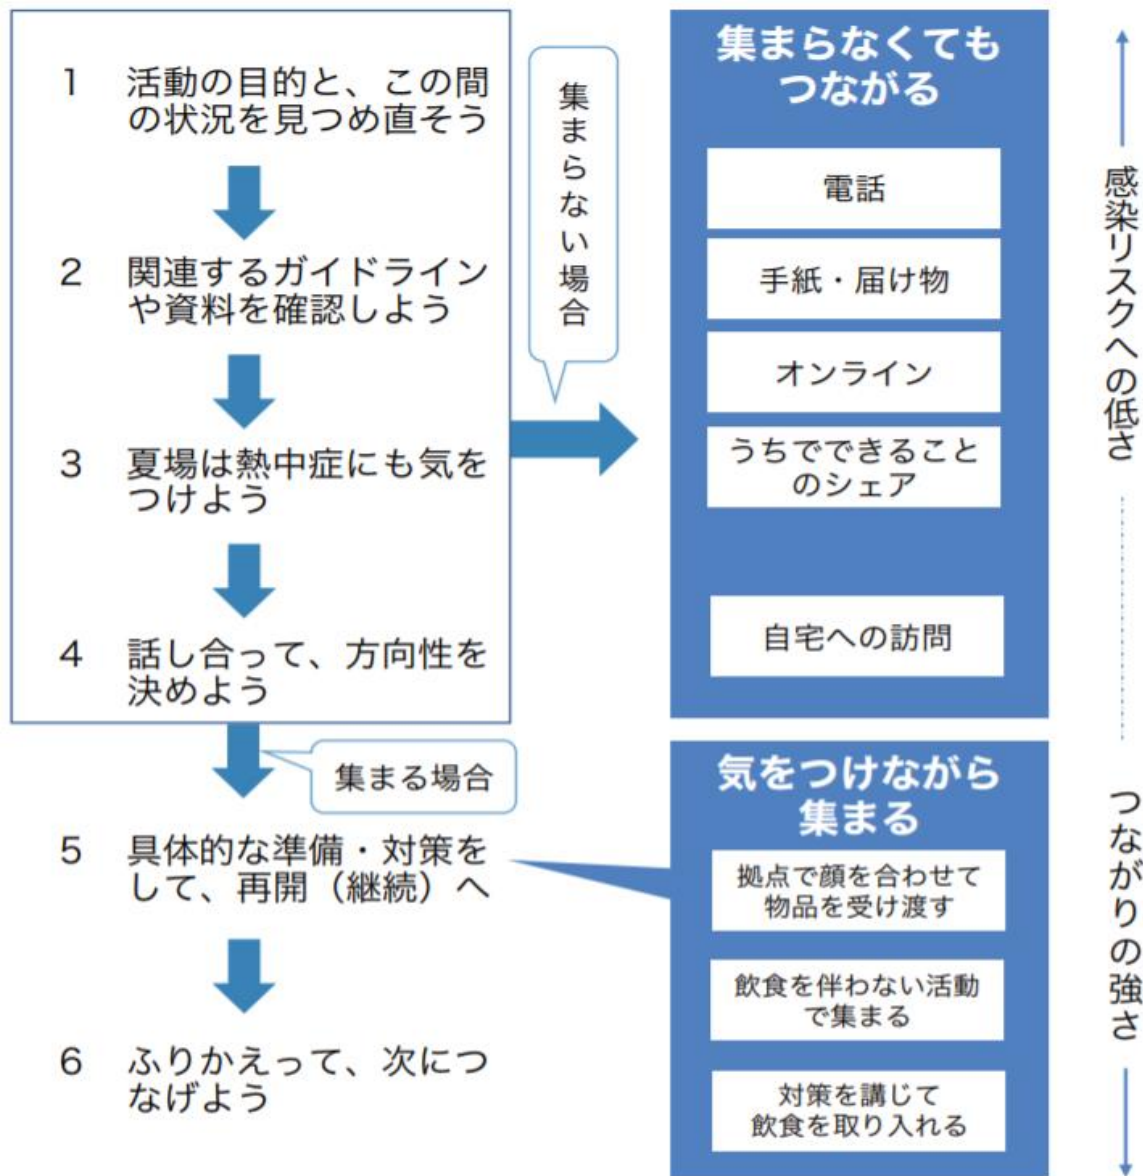 1 活動の目的と、この間
の状況を見つめ直そう
2 関連するガイドライン
や資料を確認しよう
3 夏場は熱中症にも気を
つけよう
4 話し合って、方向性を
決めよう
集まる場合
5 具体的な準備・対策を
して、再開（継続）へ
6 ふりかえって、次につ
なげよう
集まらない場合
集まらなくても
つながる
電話
手紙・届け物
オンライン
うちでできること
のシェア
自宅への訪問
気をつけながら
集まる
拠点で顔を合わせて
物品を受け渡す
飲食を伴わない活動
で集まる
対策を講じて
飲食を取り入れる
感染リスクへの低さ
つながりの強さ